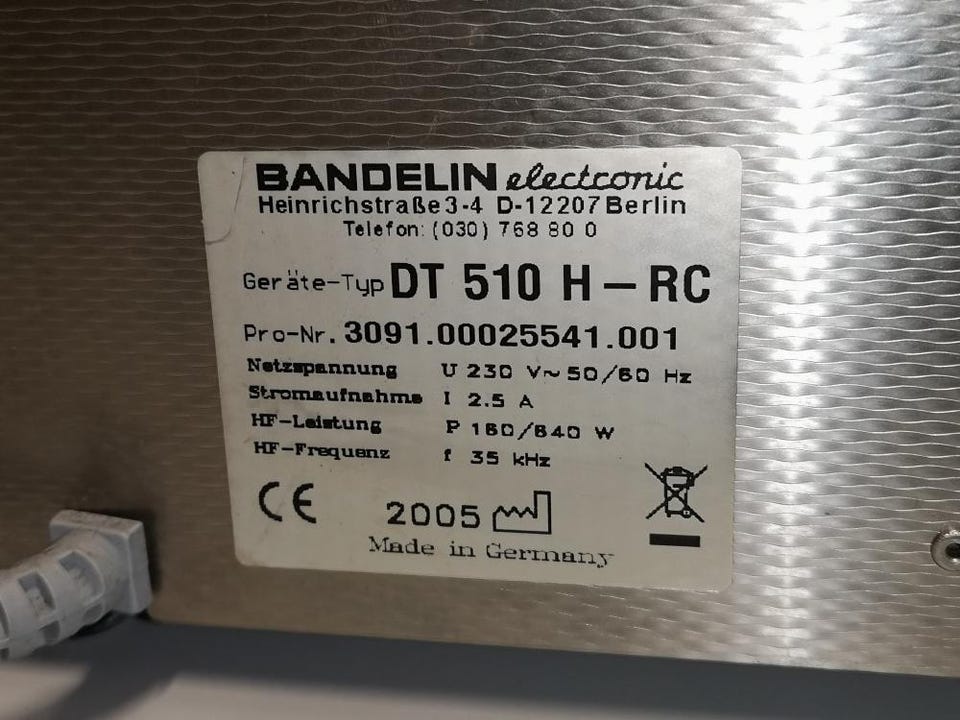 BANDELIN electronic
Heinrichstraße 3-4 D-12207 Berlin
Telefon: (030) 768 80 0
Geräte-Typ DT 510 H-RC
Pro-Nr. 3091.00025541.001
Netzspannung U 230 V~ 50/60 Hz
Stromaufnahme I 2.5 A
HF-Leistung P 160/640 W
HF-Frequenz f 35 kHz
CE 2005
Made in Germany